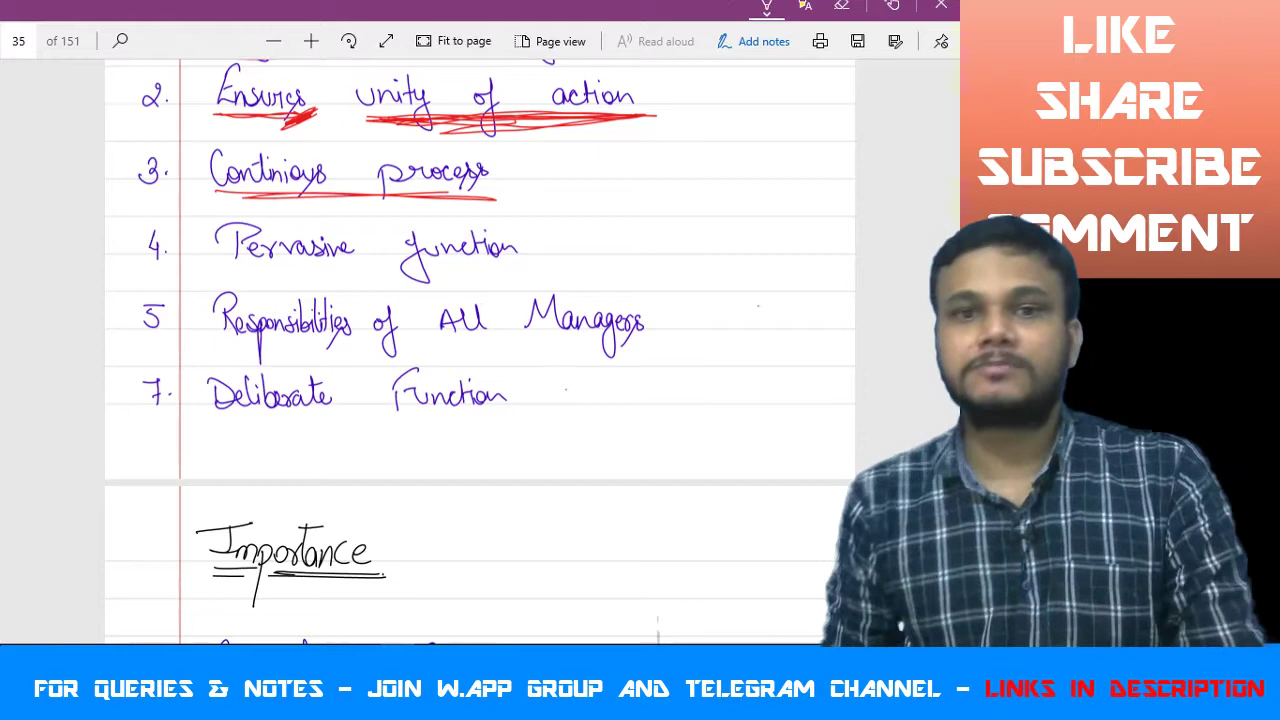 35 of 151
Fit to page
Page view
Read aloud
Add notes
LIKE
SHARE
SUBSCRIBE
COMMENT
2. Ensures unity of action
3. Continioys process
4. Pervasive function
5 Responsibilities of All Managers
7. Deliberate Function
Importance
FOR QUERIES & NOTES - JOIN W.APP GROUP AND TELEGRAM CHANNEL - LINKS IN DESCRIPTION